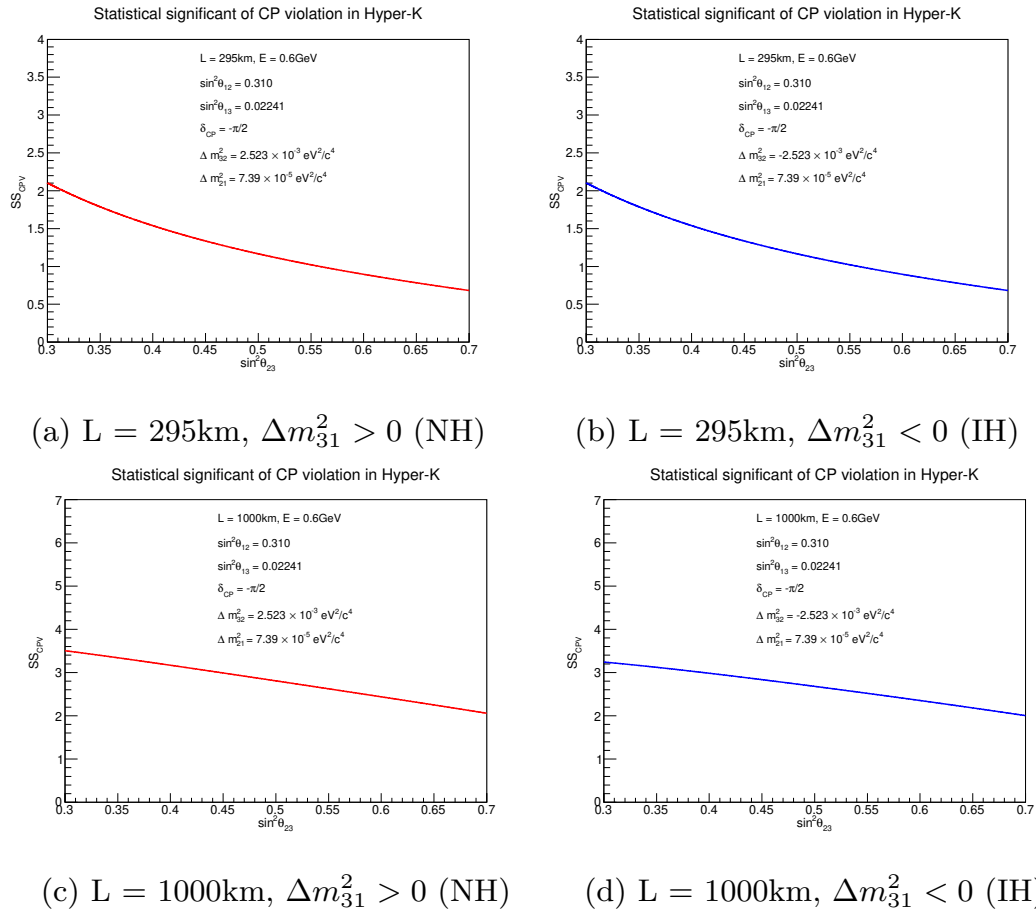 Statistical significant of CP violation in Hyper-K
L = 295km, E = 0.6GeV
sin²θ₁₂ = 0.310
sin²θ₁₃ = 0.02241
δ_CP = -π/2
Δ m²₃₂ = 2.523 × 10⁻³ eV²/c⁴
Δ m²₂₁ = 7.39 × 10⁻⁵ eV²/c⁴
SS_CPV
4
3.5
3
2.5
2
1.5
1
0.5
0
0.3 0.35 0.4 0.45 0.5 0.55 0.6 0.65 0.7
sin²θ₂₃
(a) L = 295km, Δm²₃₁ > 0 (NH)
Statistical significant of CP violation in Hyper-K
L = 295km, E = 0.6GeV
sin²θ₁₂ = 0.310
sin²θ₁₃ = 0.02241
δ_CP = -π/2
Δ m²₃₂ = -2.523 × 10⁻³ eV²/c⁴
Δ m²₂₁ = 7.39 × 10⁻⁵ eV²/c⁴
SS_CPV
4
3.5
3
2.5
2
1.5
1
0.5
0
0.3 0.35 0.4 0.45 0.5 0.55 0.6 0.65 0.7
sin²θ₂₃
(b) L = 295km, Δm²₃₁ < 0 (IH)
Statistical significant of CP violation in Hyper-K
L = 1000km, E = 0.6GeV
sin²θ₁₂ = 0.310
sin²θ₁₃ = 0.02241
δ_CP = -π/2
Δ m²₃₂ = 2.523 × 10⁻³ eV²/c⁴
Δ m²₂₁ = 7.39 × 10⁻⁵ eV²/c⁴
SS_CPV
7
6
5
4
3
2
1
0
0.3 0.35 0.4 0.45 0.5 0.55 0.6 0.65 0.7
sin²θ₂₃
(c) L = 1000km, Δm²₃₁ > 0 (NH)
Statistical significant of CP violation in Hyper-K
L = 1000km, E = 0.6GeV
sin²θ₁₂ = 0.310
sin²θ₁₃ = 0.02241
δ_CP = -π/2
Δ m²₃₂ = -2.523 × 10⁻³ eV²/c⁴
Δ m²₂₁ = 7.39 × 10⁻⁵ eV²/c⁴
SS_CPV
7
6
5
4
3
2
1
0
0.3 0.35 0.4 0.45 0.5 0.55 0.6 0.65 0.7
sin²θ₂₃
(d) L = 1000km, Δm²₃₁ < 0 (IH